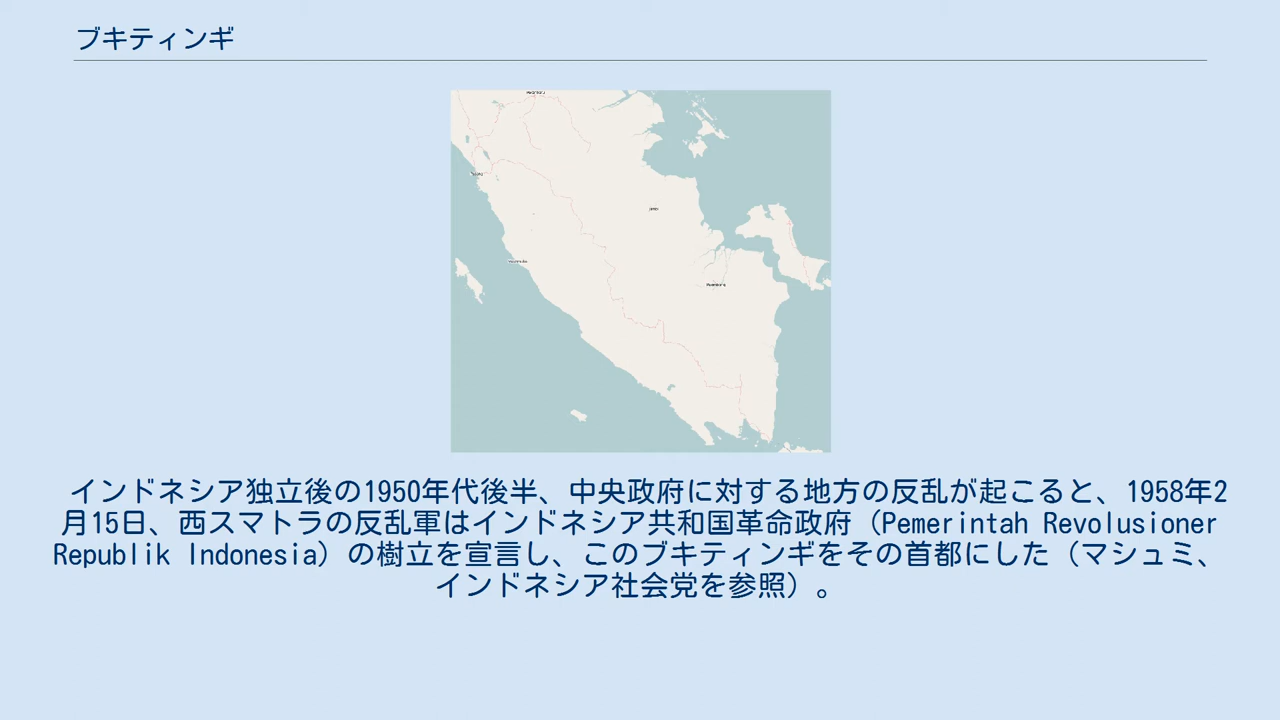 ブキティンギ
インドネシア独立後の1950年代後半、中央政府に対する地方の反乱が起こると、1958年2
月15日、西スマトラの反乱軍はインドネシア共和国革命政府（Pemerintah Revolusioner
Republik Indonesia）の樹立を宣言し、このブキティンギをその首都にした（マシュミ、
インドネシア社会党を参照）。